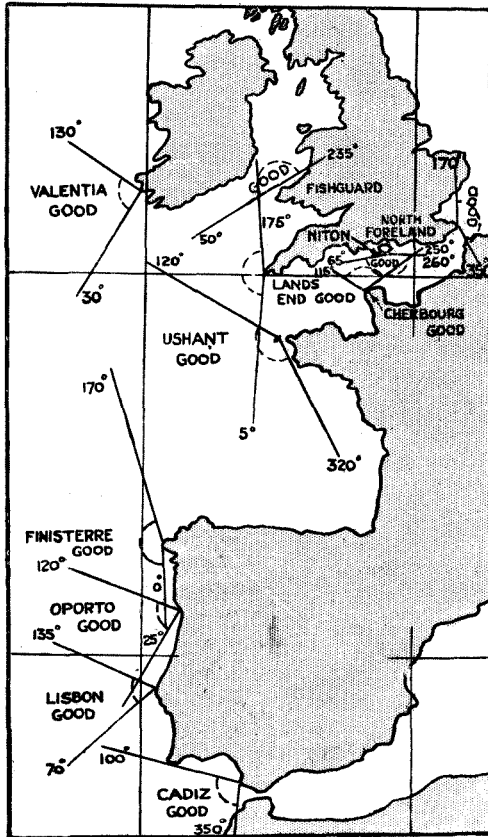 130°
VALENTIA
GOOD
30°
GOOD
235°
FISHGUARD
50°
175°
170°
GOOD
NORTH
FORELAND
NITON
65°
115°
GOOD
250°
260°
350°
120°
LANDS
END GOOD
CHERBOURG
GOOD
USHANT
GOOD
5°
320°
170°
FINISTERRE
GOOD
0°
120°
OPORTO
GOOD
25°
135°
LISBON
GOOD
70°
100°
CADIZ
GOOD
350°